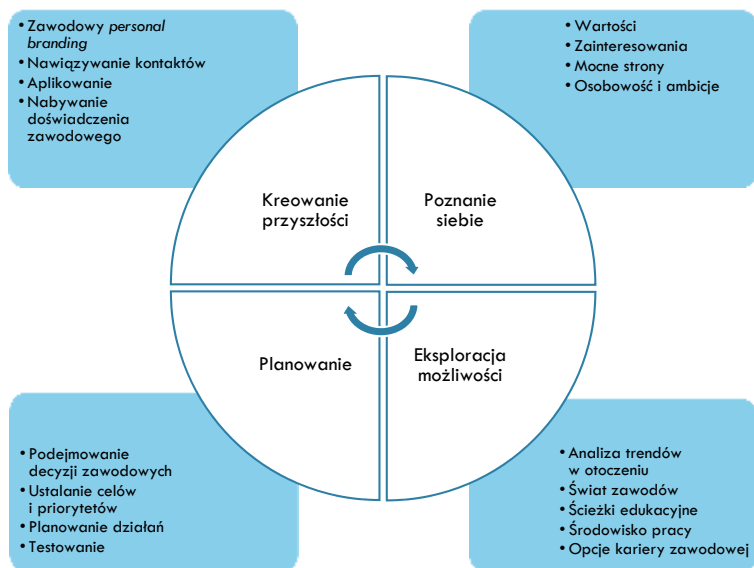 • Zawodowy personal
branding
• Nawiązywanie kontaktów
• Aplikowanie
• Nabywanie
doświadczenia
zawodowego
• Wartości
• Zainteresowania
• Mocne strony
• Osobowość i ambicje
Kreowanie
przyszłości
Poznanie
siebie
Planowanie
Eksploracja
możliwości
• Podejmowanie
decyzji zawodowych
• Ustalanie celów
i priorytetów
• Planowanie działań
• Testowanie
• Analiza trendów
w otoczeniu
• Świat zawodów
• Ścieżki edukacyjne
• Środowisko pracy
• Opcje kariery zawodowej